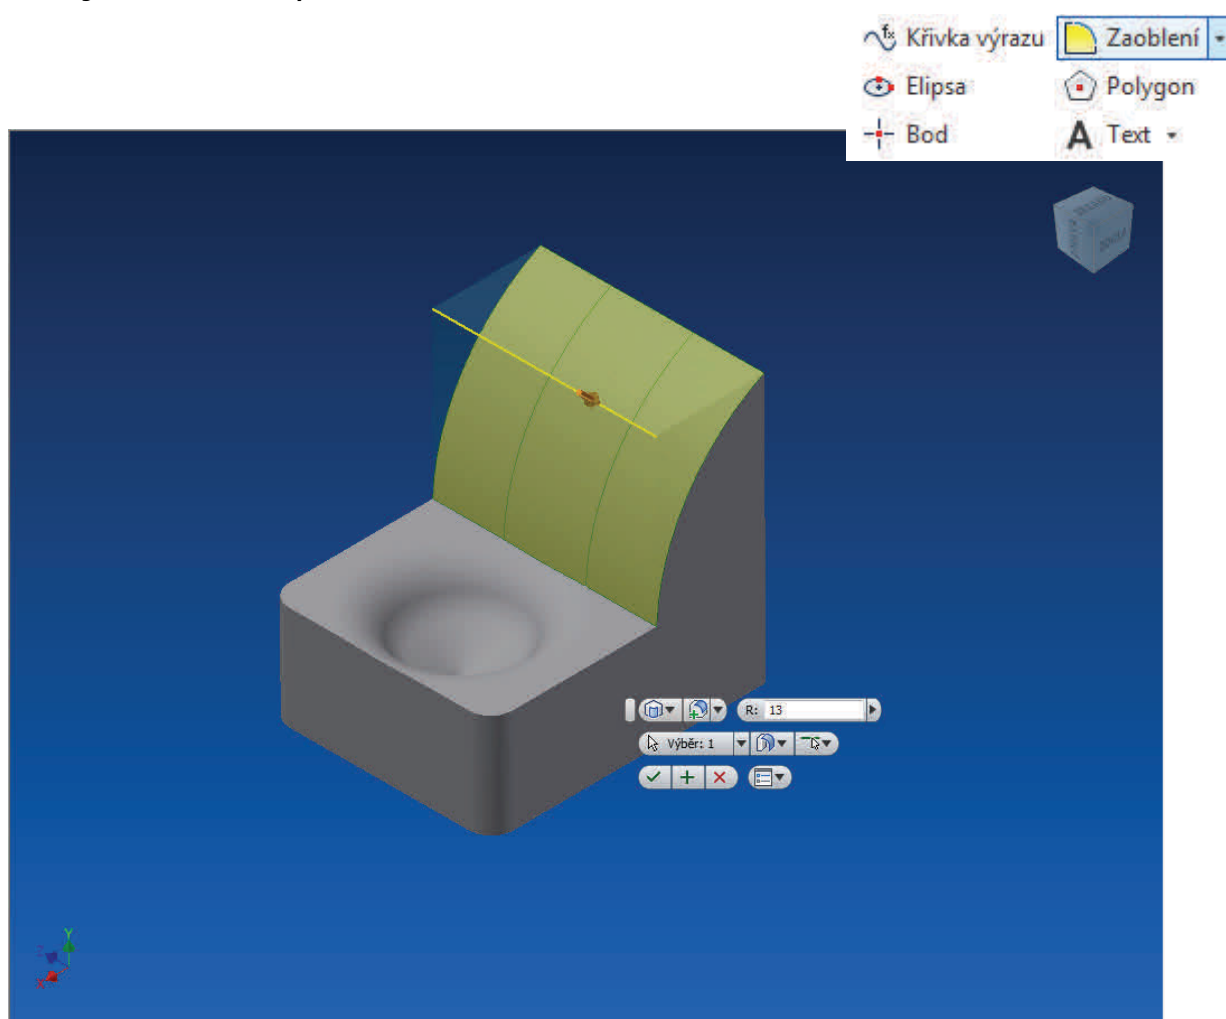 Křivka výrazu Zaoblení
Elipsa Polygon
Bod A Text
R: 13
Výběr: 1
Y
X